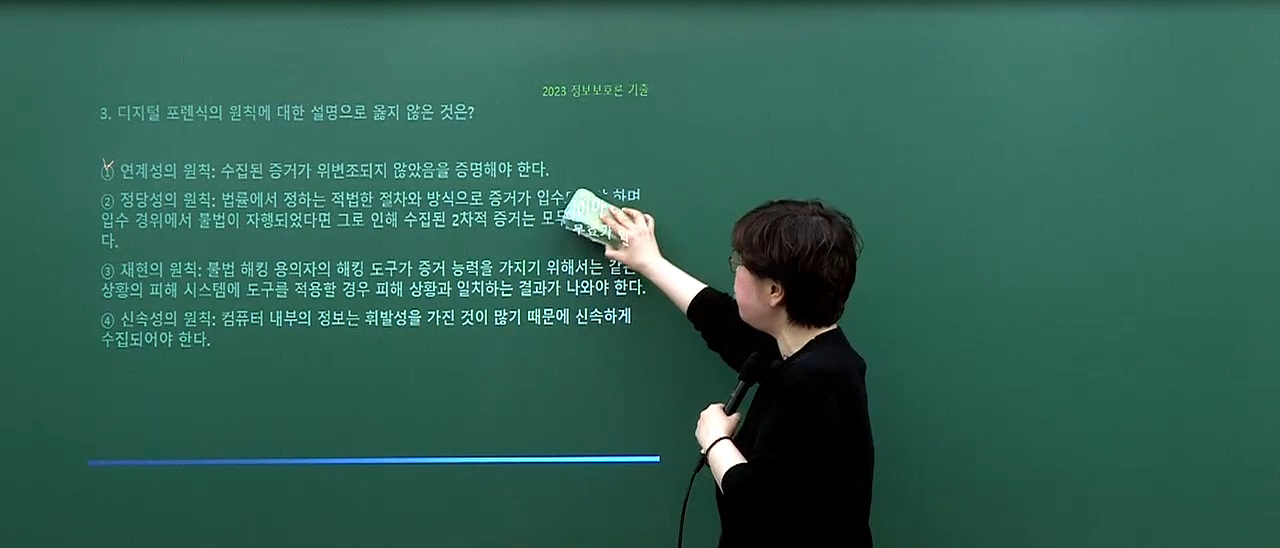 2023 정보보호론 기출
3. 디지털 포렌식의 원칙에 대한 설명으로 옳지 않은 것은?
① 연계성의 원칙: 수집된 증거가 위변조되지 않았음을 증명해야 한다.
② 정당성의 원칙: 법률에서 정하는 적법한 절차와 방식으로 증거가 하며
입수 경위에서 불법이 자행되었다면 그로 인해 수집된 2차적 증거는 모두
다.
③ 재현의 원칙: 불법 해킹 용의자의 해킹 도구가 증거 능력을 가지기 위해서는 같은
상황의 피해 시스템에 도구를 적용할 경우 피해 상황과 일치하는 결과가 나와야 한다.
④ 신속성의 원칙: 컴퓨터 내부의 정보는 휘발성을 가진 것이 많기 때문에 신속하게
수집되어야 한다.